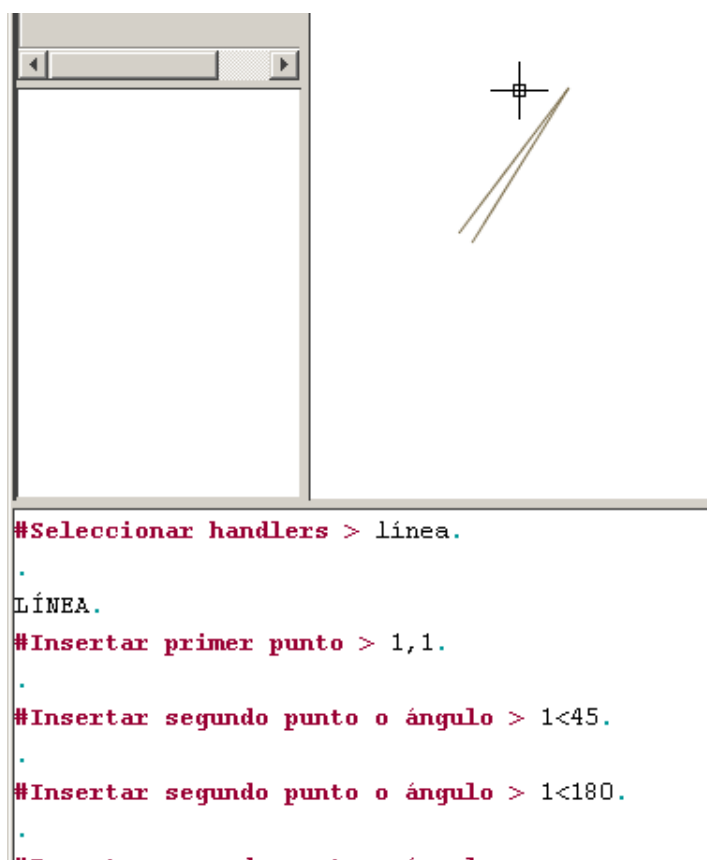 #Seleccionar handlers > línea.
.
LÍNEA.
#Insertar primer punto > 1,1.
.
#Insertar segundo punto o ángulo > 1<45.
.
#Insertar segundo punto o ángulo > 1<180.
.